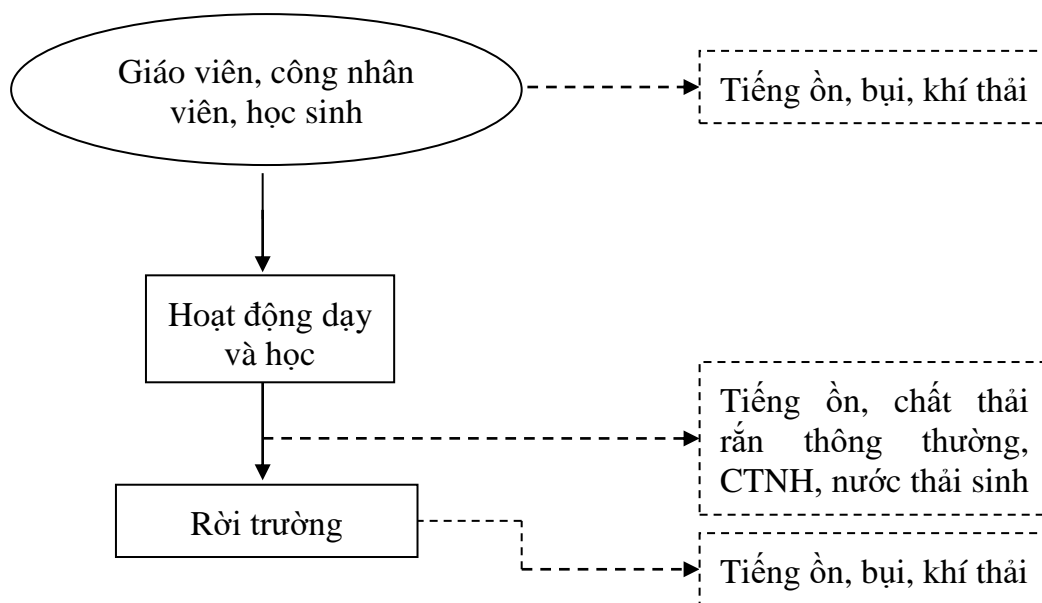 Giáo viên, công nhân
viên, học sinh
Tiếng ồn, bụi, khí thải
Hoạt động dạy
và học
Tiếng ồn, chất thải
rắn thông thường,
CTNH, nước thải sinh
Rời trường
Tiếng ồn, bụi, khí thải